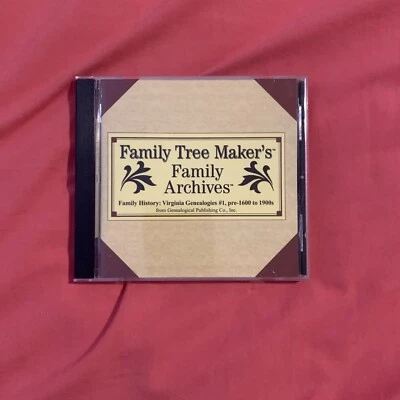 Family Tree Maker's™
Family
Archives™
Family History: Virginia Genealogies #1, pre-1600 to 1900s
from Genealogical Publishing Co., Inc.